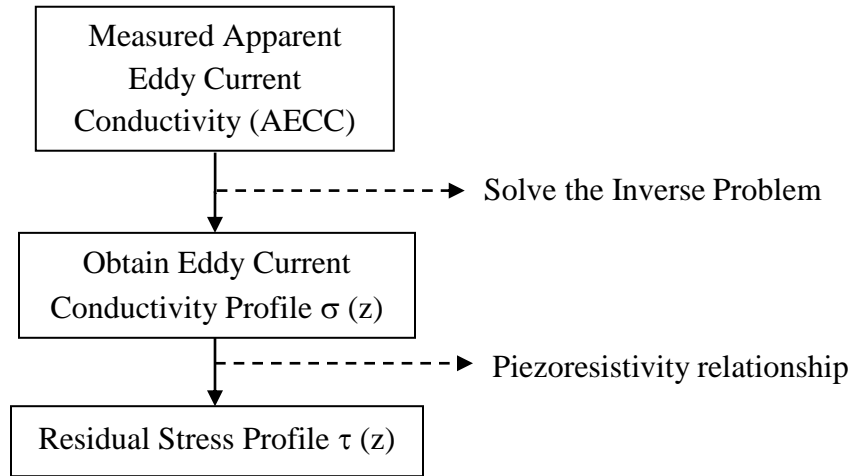 Measured Apparent
Eddy Current
Conductivity (AECC)
Solve the Inverse Problem
Obtain Eddy Current
Conductivity Profile σ (z)
Piezoresistivity relationship
Residual Stress Profile τ (z)